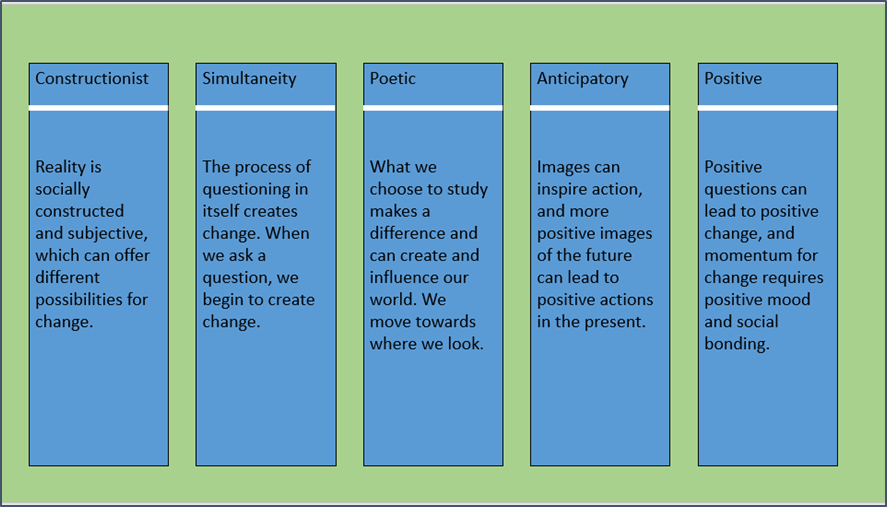 Constructionist
Reality is
socially
constructed
and subjective,
which can offer
different
possibilities for
change.
Simultaneity
The process of
questioning in
itself creates
change. When
we ask a
question, we
begin to create
change.
Poetic
What we
choose to study
makes a
difference and
can create and
influence our
world. We
move towards
where we look.
Anticipatory
Images can
inspire action,
and more
positive images
of the future
can lead to
positive actions
in the present.
Positive
Positive
questions can
lead to positive
change, and
momentum for
change requires
positive mood
and social
bonding.